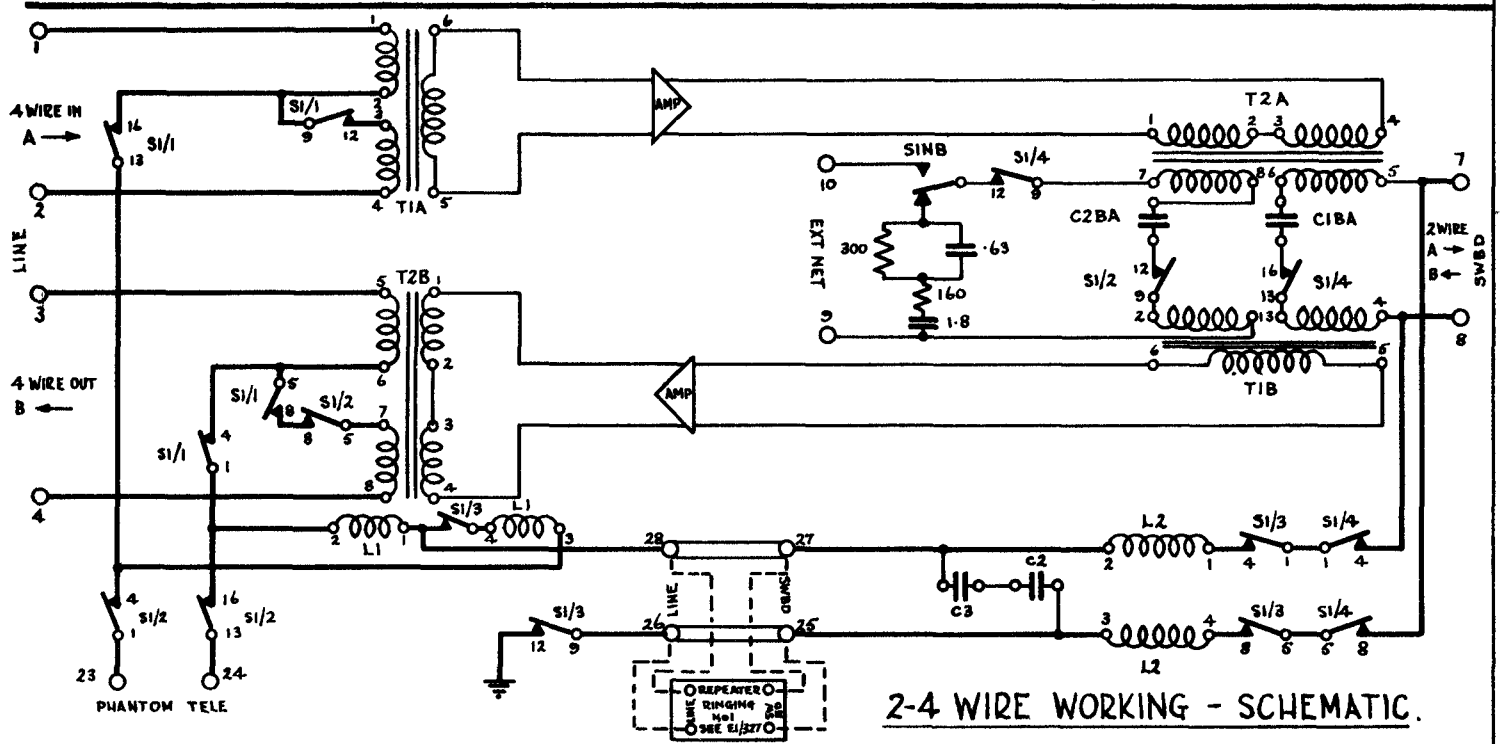 1
6
T1A
2
3
4
5
4 WIRE IN
A →
16
S1/1
13
S1/1
9
12
1
2
LINE
AMP
T2A
1
2
3
4
S1NB
S1/4
10
12
9
EXT NET
300
.63
160
1.8
9
7
8
6
5
C2BA
C1BA
12
S1/2
9
16
S1/4
13
2
1
3
4
6
5
T1B
7
2 WIRE
A →
B ←
SWBD
8
T2B
5
1
6
2
7
3
8
4
3
4 WIRE OUT
B ←
4
S1/1
5
8
S1/2
8
5
S1/1
4
1
AMP
S1/3
L1
2
L1
1
4
3
28
27
LINE
SWBD
C2
C3
L2
2
1
S1/3
4
1
S1/4
1
4
4
S1/2
1
16
S1/2
13
S1/3
12
9
26
25
3
4
L2
S1/3
8
6
S1/4
6
8
23
24
PHANTOM TELE
REPEATER
RINGING
NO1
SEE E1/327
LINE
2-4 WIRE WORKING - SCHEMATIC.